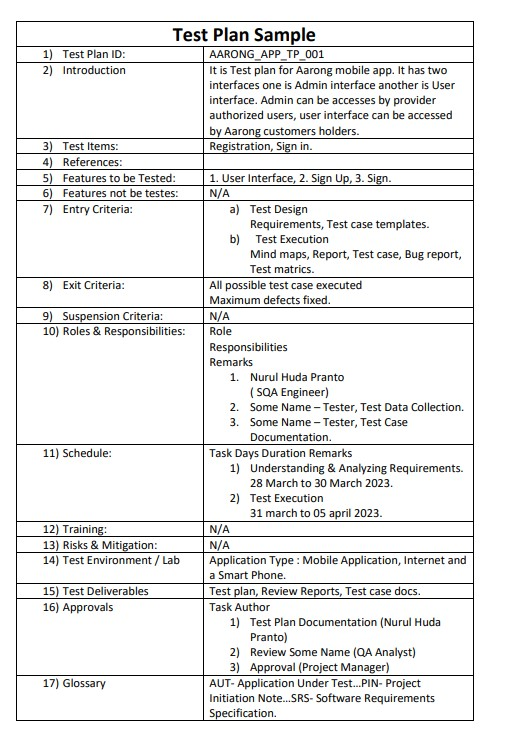 Test Plan Sample
1) Test Plan ID: AARONG_APP_TP_001
2) Introduction It is Test plan for Aarong mobile app. It has two
interfaces one is Admin interface another is User
interface. Admin can be accesses by provider
authorized users, user interface can be accessed
by Aarong customers holders.
3) Test Items: Registration, Sign in.
4) References:
5) Features to be Tested: 1. User Interface, 2. Sign Up, 3. Sign.
6) Features not be testes: N/A
7) Entry Criteria: a) Test Design
Requirements, Test case templates.
b) Test Execution
Mind maps, Report, Test case, Bug report,
Test matrics.
8) Exit Criteria: All possible test case executed
Maximum defects fixed.
9) Suspension Criteria: N/A
10) Roles & Responsibilities: Role
Responsibilities
Remarks
1. Nurul Huda Pranto
( SQA Engineer)
2. Some Name – Tester, Test Data Collection.
3. Some Name – Tester, Test Case
Documentation.
11) Schedule: Task Days Duration Remarks
1) Understanding & Analyzing Requirements.
28 March to 30 March 2023.
2) Test Execution
31 march to 05 april 2023.
12) Training: N/A
13) Risks & Mitigation: N/A
14) Test Environment / Lab Application Type : Mobile Application, Internet and
a Smart Phone.
15) Test Deliverables Test plan, Review Reports, Test case docs.
16) Approvals Task Author
1) Test Plan Documentation (Nurul Huda
Pranto)
2) Review Some Name (QA Analyst)
3) Approval (Project Manager)
17) Glossary AUT- Application Under Test...PIN- Project
Initiation Note...SRS- Software Requirements
Specification.